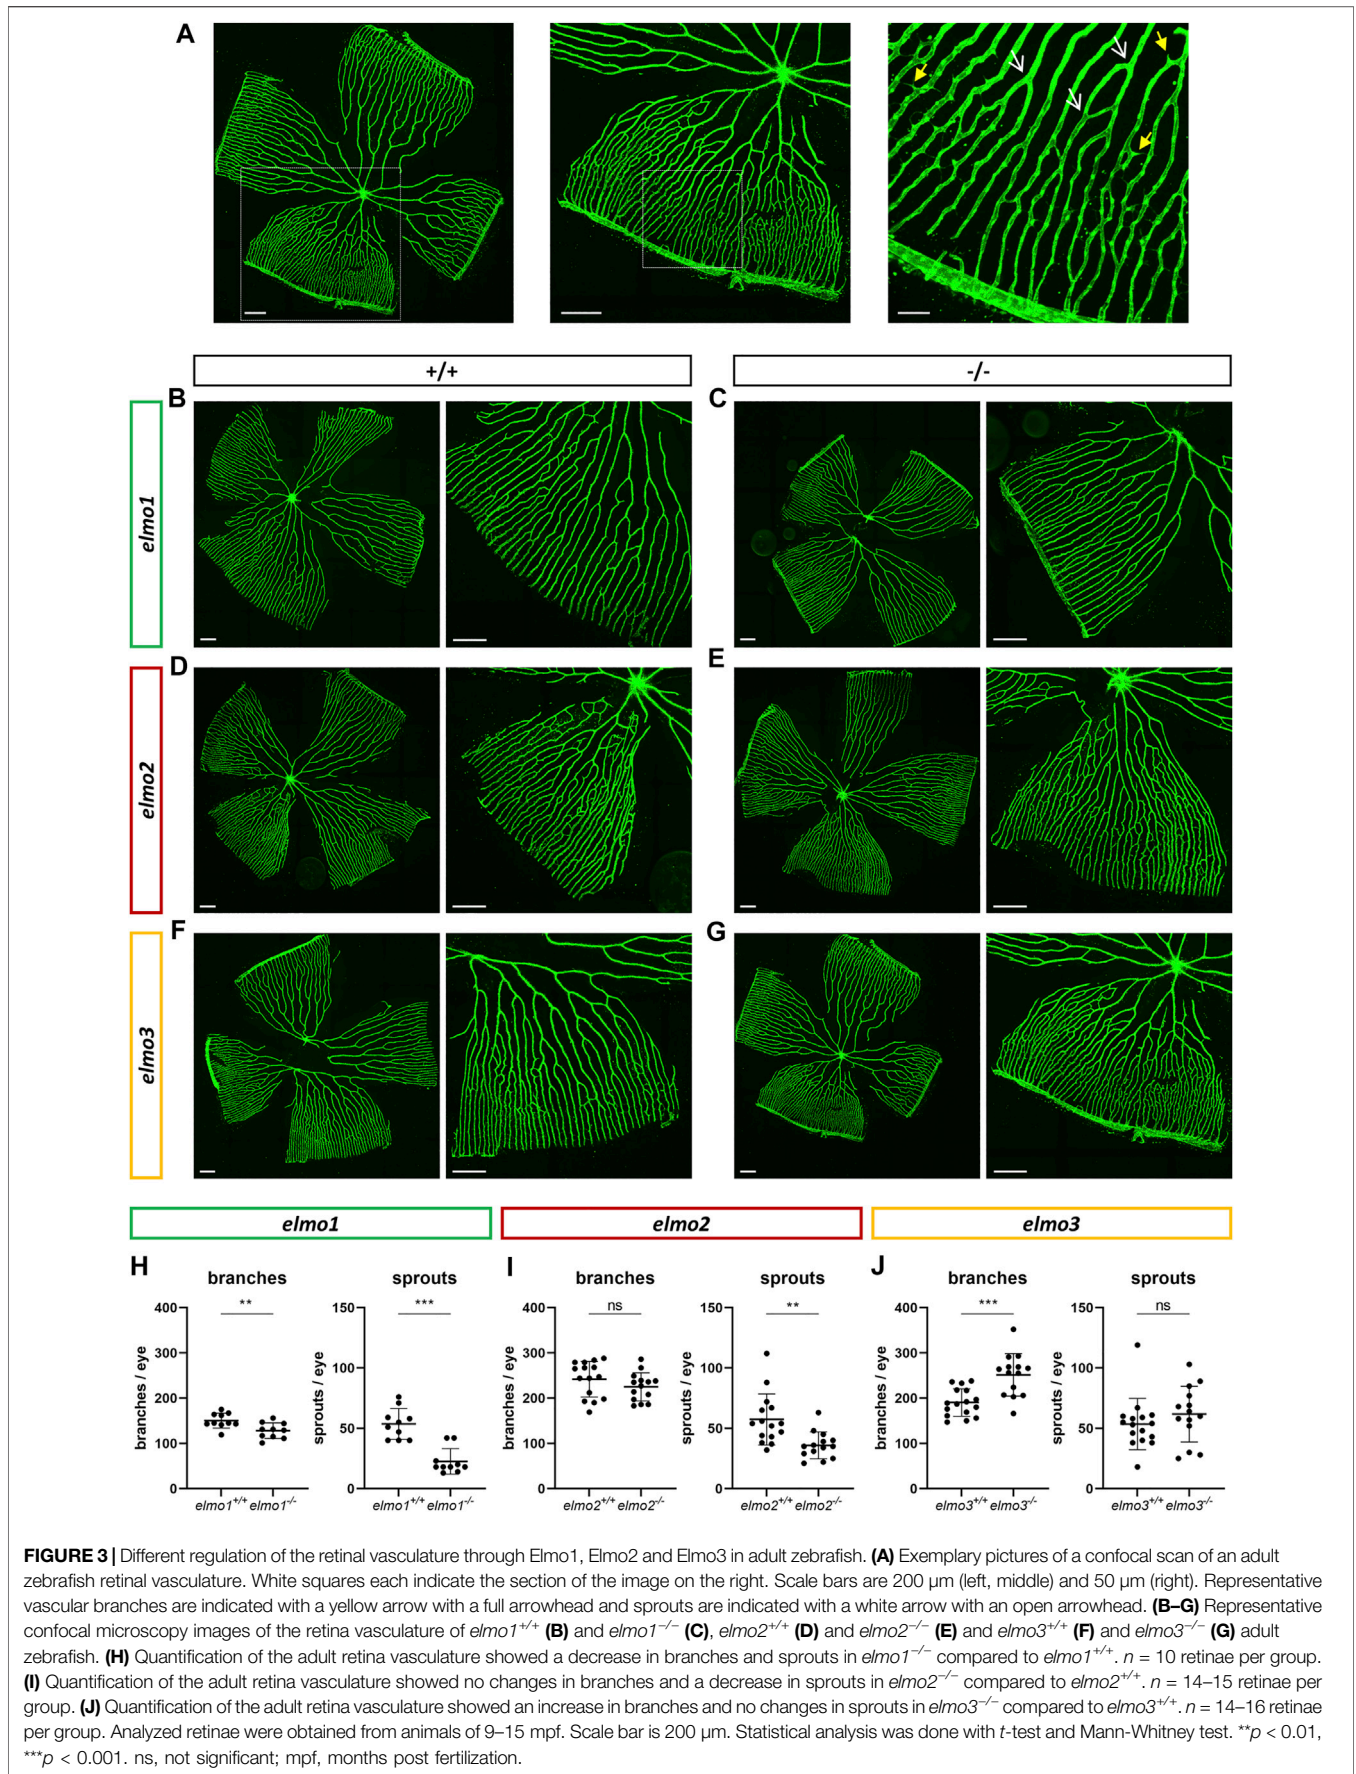 A
+/+
-/-
B
C
elmo1
D
E
elmo2
F
G
elmo3
elmo1
elmo2
elmo3
H
branches
sprouts
I
branches
sprouts
J
branches
sprouts
branches / eye
400
300
200
100
0
**
elmo1+/+ elmo1-/-
sprouts / eye
150
100
50
0
***
elmo1+/+ elmo1-/-
branches / eye
400
300
200
100
0
ns
elmo2+/+ elmo2-/-
sprouts / eye
150
100
50
0
**
elmo2+/+ elmo2-/-
branches / eye
400
300
200
100
0
***
elmo3+/+ elmo3-/-
sprouts / eye
150
100
50
0
ns
elmo3+/+ elmo3-/-
FIGURE 3 | Different regulation of the retinal vasculature through Elmo1, Elmo2 and Elmo3 in adult zebrafish. (A) Exemplary pictures of a confocal scan of an adult
zebrafish retinal vasculature. White squares each indicate the section of the image on the right. Scale bars are 200 µm (left, middle) and 50 µm (right). Representative
vascular branches are indicated with a yellow arrow with a full arrowhead and sprouts are indicated with a white arrow with an open arrowhead. (B–G) Representative
confocal microscopy images of the retina vasculature of elmo1+/+ (B) and elmo1−/− (C), elmo2+/+ (D) and elmo2−/− (E) and elmo3+/+ (F) and elmo3−/− (G) adult
zebrafish. (H) Quantification of the adult retina vasculature showed a decrease in branches and sprouts in elmo1−/− compared to elmo1+/+. n = 10 retinae per group.
(I) Quantification of the adult retina vasculature showed no changes in branches and a decrease in sprouts in elmo2−/− compared to elmo2+/+. n = 14–15 retinae per
group. (J) Quantification of the adult retina vasculature showed an increase in branches and no changes in sprouts in elmo3−/− compared to elmo3+/+. n = 14–16 retinae
per group. Analyzed retinae were obtained from animals of 9–15 mpf. Scale bar is 200 µm. Statistical analysis was done with t-test and Mann-Whitney test. **p < 0.01,
***p < 0.001. ns, not significant; mpf, months post fertilization.